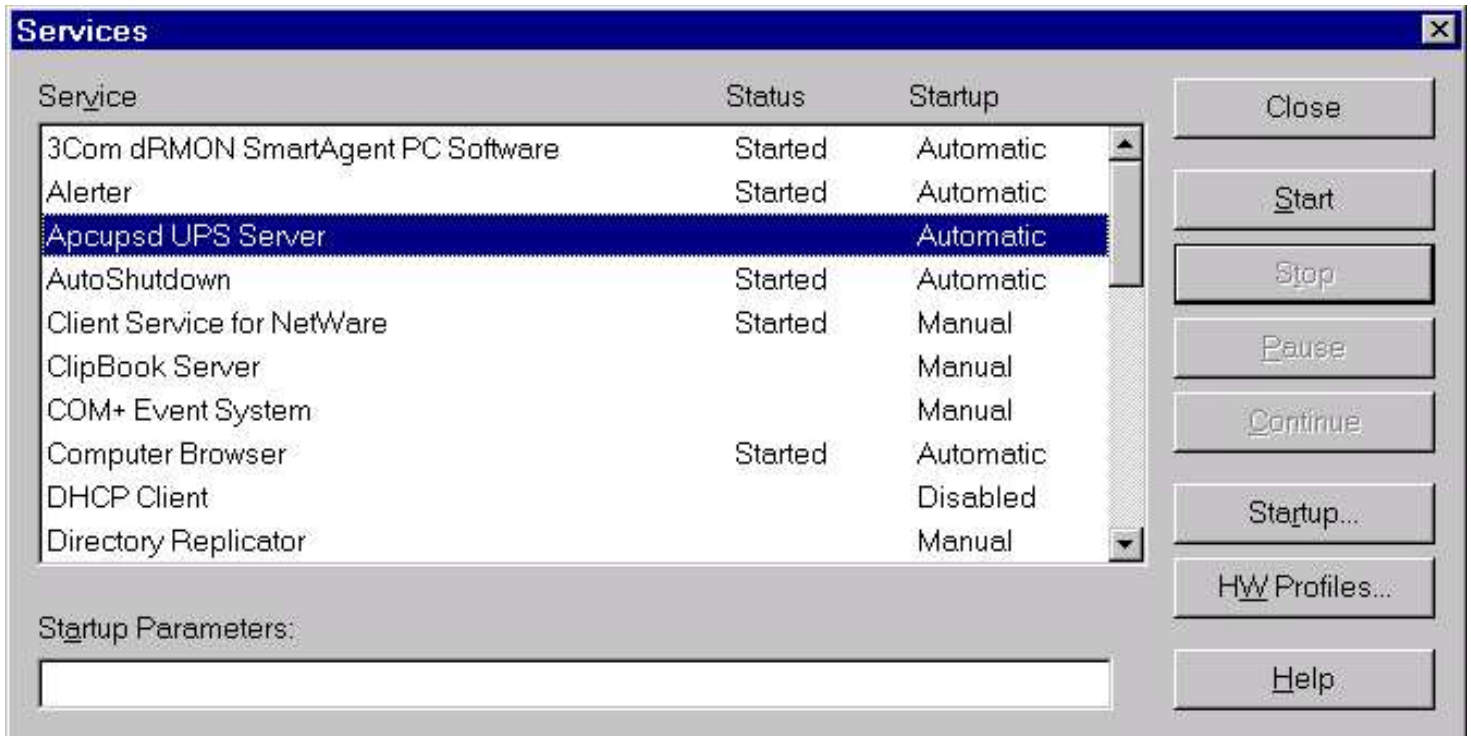 Services
Service Status Startup
3Com dRMON SmartAgent PC Software Started Automatic
Alerter Started Automatic
Apcupsd UPS Server Automatic
AutoShutdown Started Automatic
Client Service for NetWare Started Manual
ClipBook Server Manual
COM+ Event System Manual
Computer Browser Started Automatic
DHCP Client Disabled
Directory Replicator Manual
Startup Parameters:
Close
Start
Stop
Pause
Continue
Startup...
HW Profiles...
Help